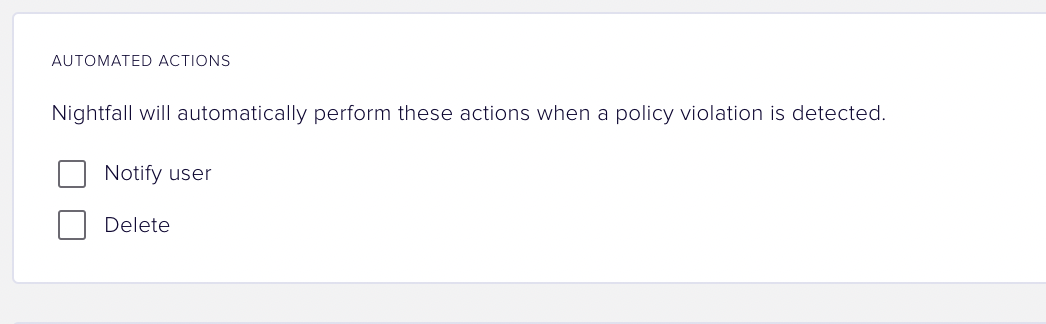 AUTOMATED ACTIONS
Nightfall will automatically perform these actions when a policy violation is detected.
Notify user
Delete